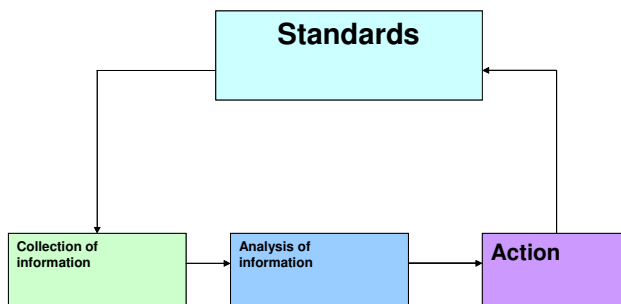 Standards
Collection of
information
Analysis of
information
Action